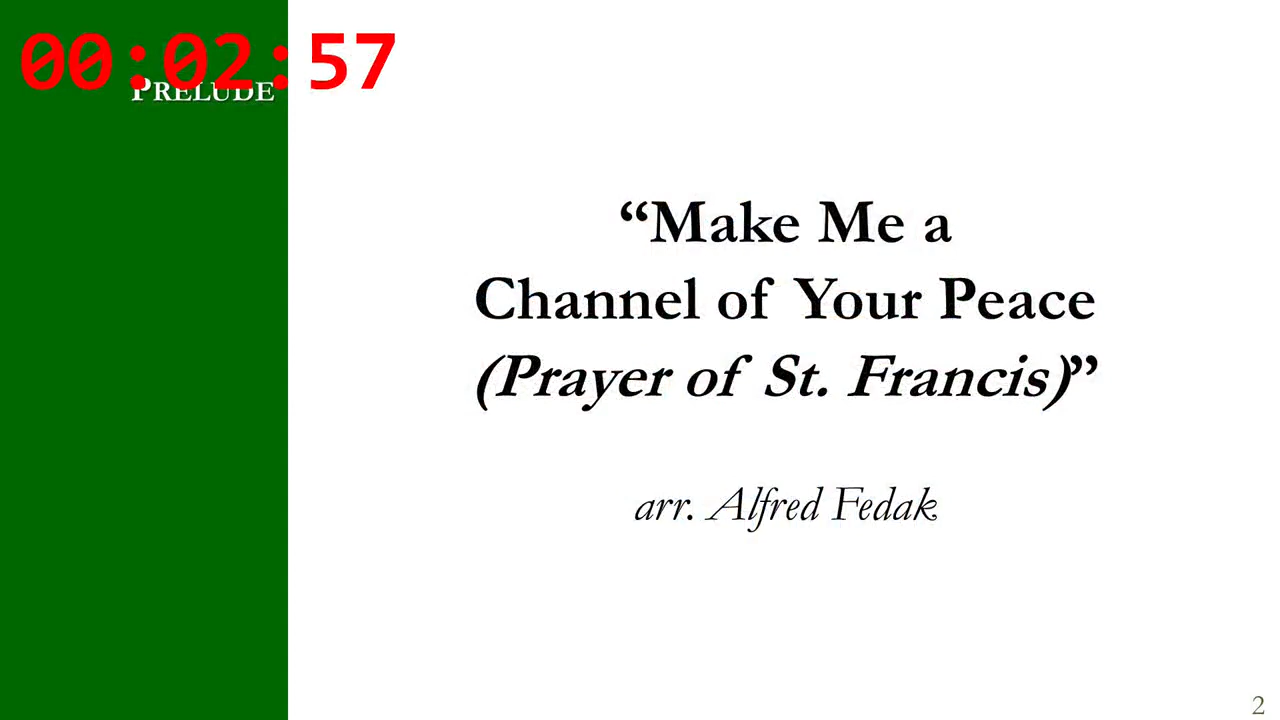 00:02:57
PRELUDE
“Make Me a
Channel of Your Peace
(Prayer of St. Francis)”
arr. Alfred Fedak
2